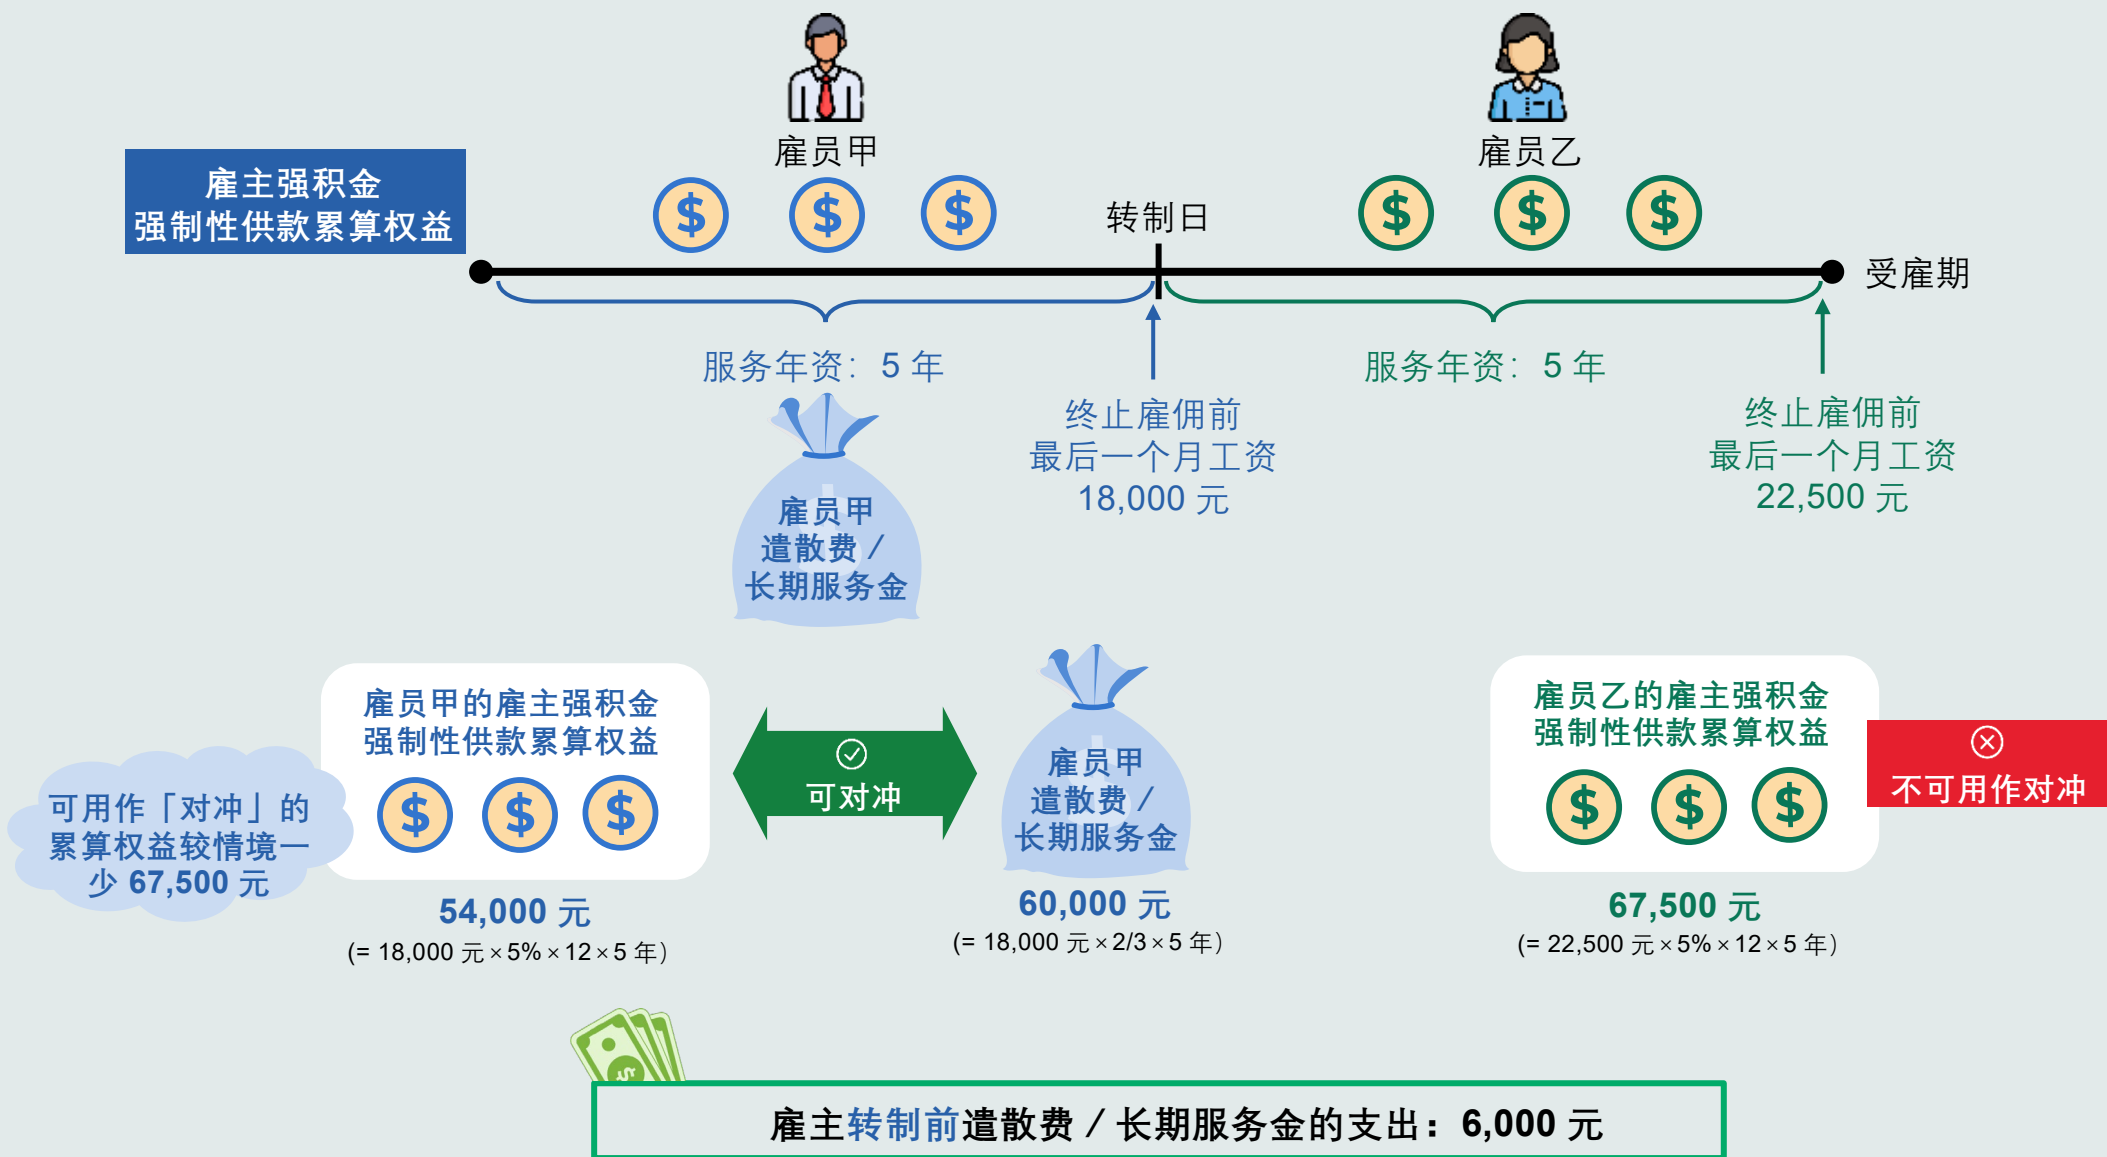 雇员甲
雇员乙
雇主强积金
强制性供款累算权益
$ $ $
转制日
$ $ $
受雇期
服务年资：5 年
服务年资：5 年
终止雇佣前
最后一个月工资
18,000 元
终止雇佣前
最后一个月工资
22,500 元
雇员甲
遣散费／
长期服务金
雇员甲的雇主强积金
强制性供款累算权益
$ $ $
54,000 元
(= 18,000 元×5%×12×5 年)
可用作「对冲」的
累算权益较情境一
少 67,500 元
可对冲
雇员甲
遣散费／
长期服务金
60,000 元
(= 18,000 元×2/3×5 年)
雇员乙的雇主强积金
强制性供款累算权益
$ $ $
67,500 元
(= 22,500 元×5%×12×5 年)
不可用作对冲
$
雇主转制前遣散费／长期服务金的支出：6,000 元